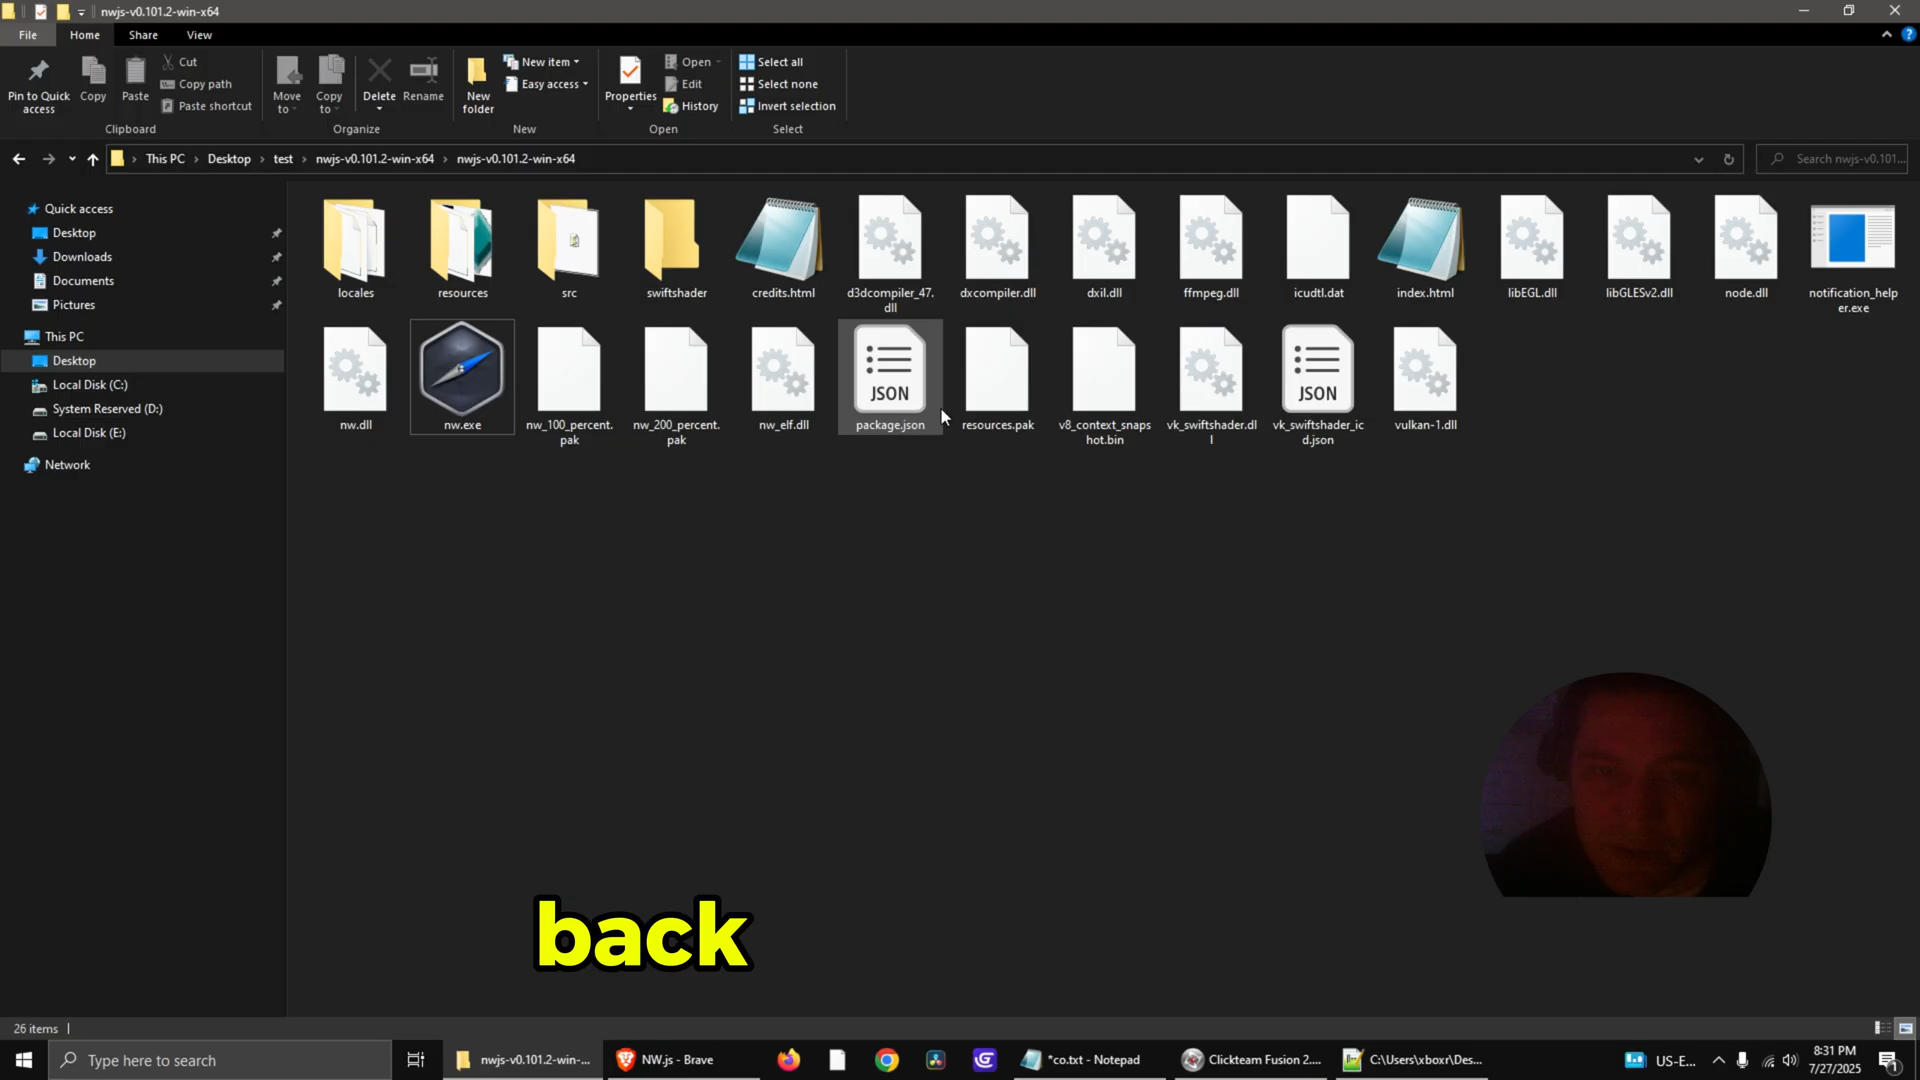 nwjs-v0.101.2-win-x64
File
Home
Share
View
Pin to Quick
access
Copy
Paste
Cut
Copy path
Paste shortcut
Clipboard
Move
to
Copy
to
Delete
Rename
Organize
New
folder
New item
Easy access
New
Properties
Open
Edit
History
Open
Select all
Select none
Invert selection
Select
This PC
Desktop
test
nwjs-v0.101.2-win-x64
nwjs-v0.101.2-win-x64
Search nwjs-v0.101...
Quick access
Desktop
Downloads
Documents
Pictures
This PC
Desktop
Local Disk (C:)
System Reserved (D:)
Local Disk (E:)
Network
locales
resources
src
swiftshader
credits.html
d3dcompiler_47.
dll
dxcompiler.dll
dxil.dll
ffmpeg.dll
icudtl.dat
index.html
libEGL.dll
libGLESv2.dll
node.dll
notification_help
er.exe
nw.dll
nw.exe
nw_100_percent.
pak
nw_200_percent.
pak
nw_elf.dll
JSON
package.json
resources.pak
v8_context_snaps
hot.bin
vk_swiftshader.dl
l
JSON
vk_swiftshader_ic
d.json
vulkan-1.dll
back
26 items
Type here to search
nwjs-v0.101.2-win-...
NW.js - Brave
*co.txt - Notepad
Clickteam Fusion 2....
C:\Users\xboxr\Des...
US-E...
8:31 PM
7/27/2025
1